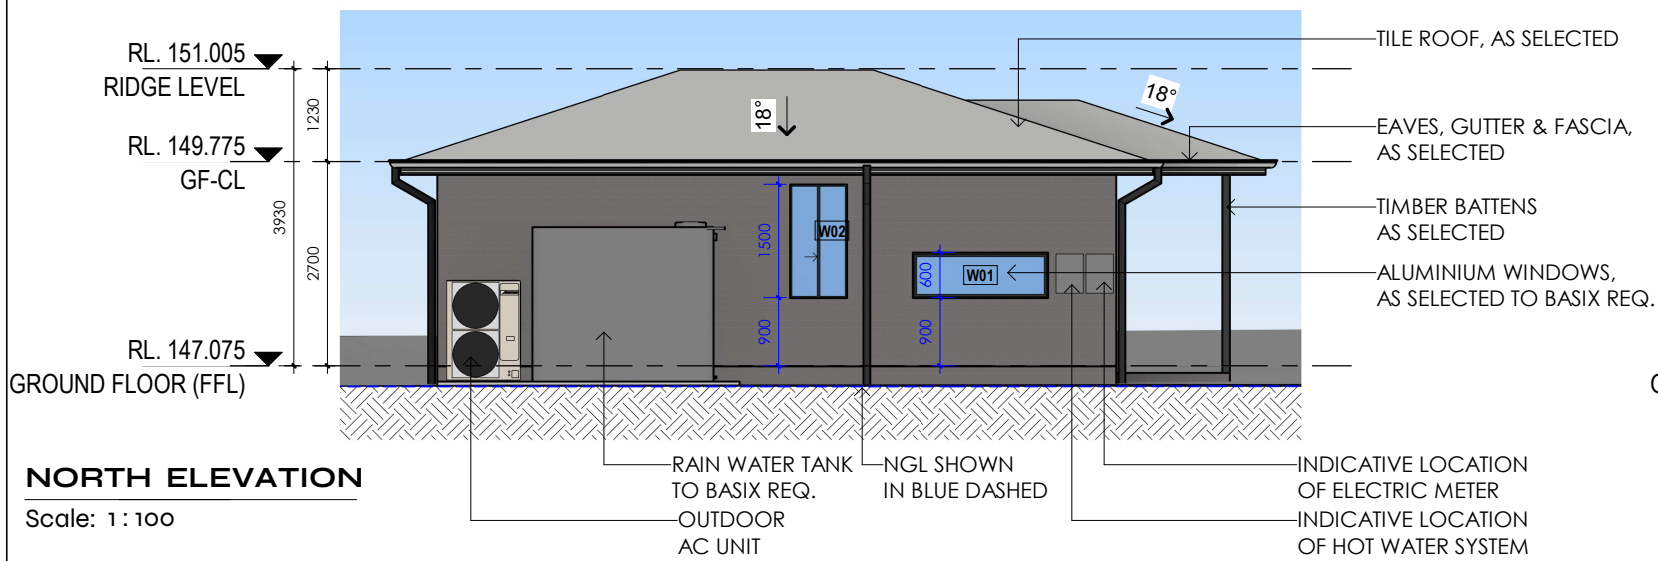 RL. 151.005
RIDGE LEVEL
1230
RL. 149.775
GF-CL
3930
2700
RL. 147.075
GROUND FLOOR (FFL)
18°
18°
1500
W02
900
600
W01
900
TILE ROOF, AS SELECTED
EAVES, GUTTER & FASCIA,
AS SELECTED
TIMBER BATTENS
AS SELECTED
ALUMINIUM WINDOWS,
AS SELECTED TO BASIX REQ.
RAIN WATER TANK
TO BASIX REQ.
OUTDOOR
AC UNIT
NGL SHOWN
IN BLUE DASHED
INDICATIVE LOCATION
OF ELECTRIC METER
INDICATIVE LOCATION
OF HOT WATER SYSTEM
NORTH ELEVATION
Scale: 1:100